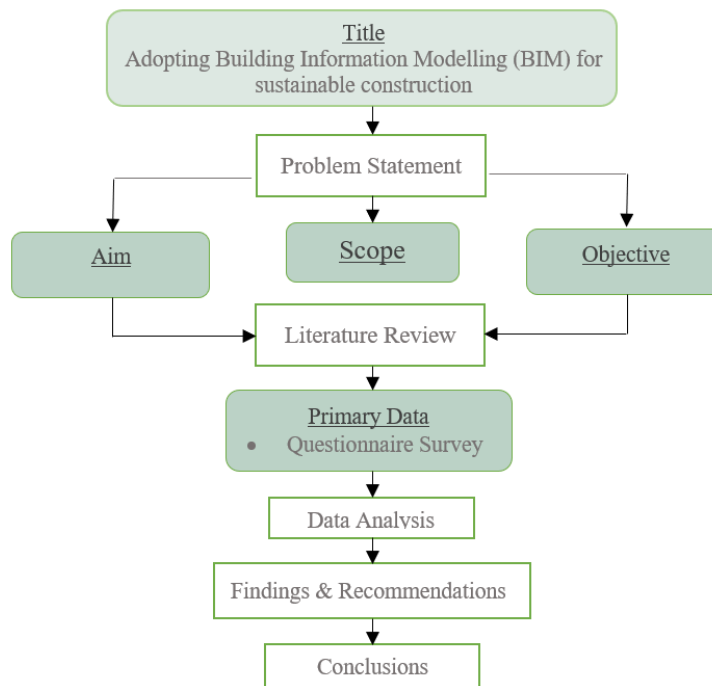 Title
Adopting Building Information Modelling (BIM) for
sustainable construction
Problem Statement
Aim
Scope
Objective
Literature Review
Primary Data
● Questionnaire Survey
Data Analysis
Findings & Recommendations
Conclusions